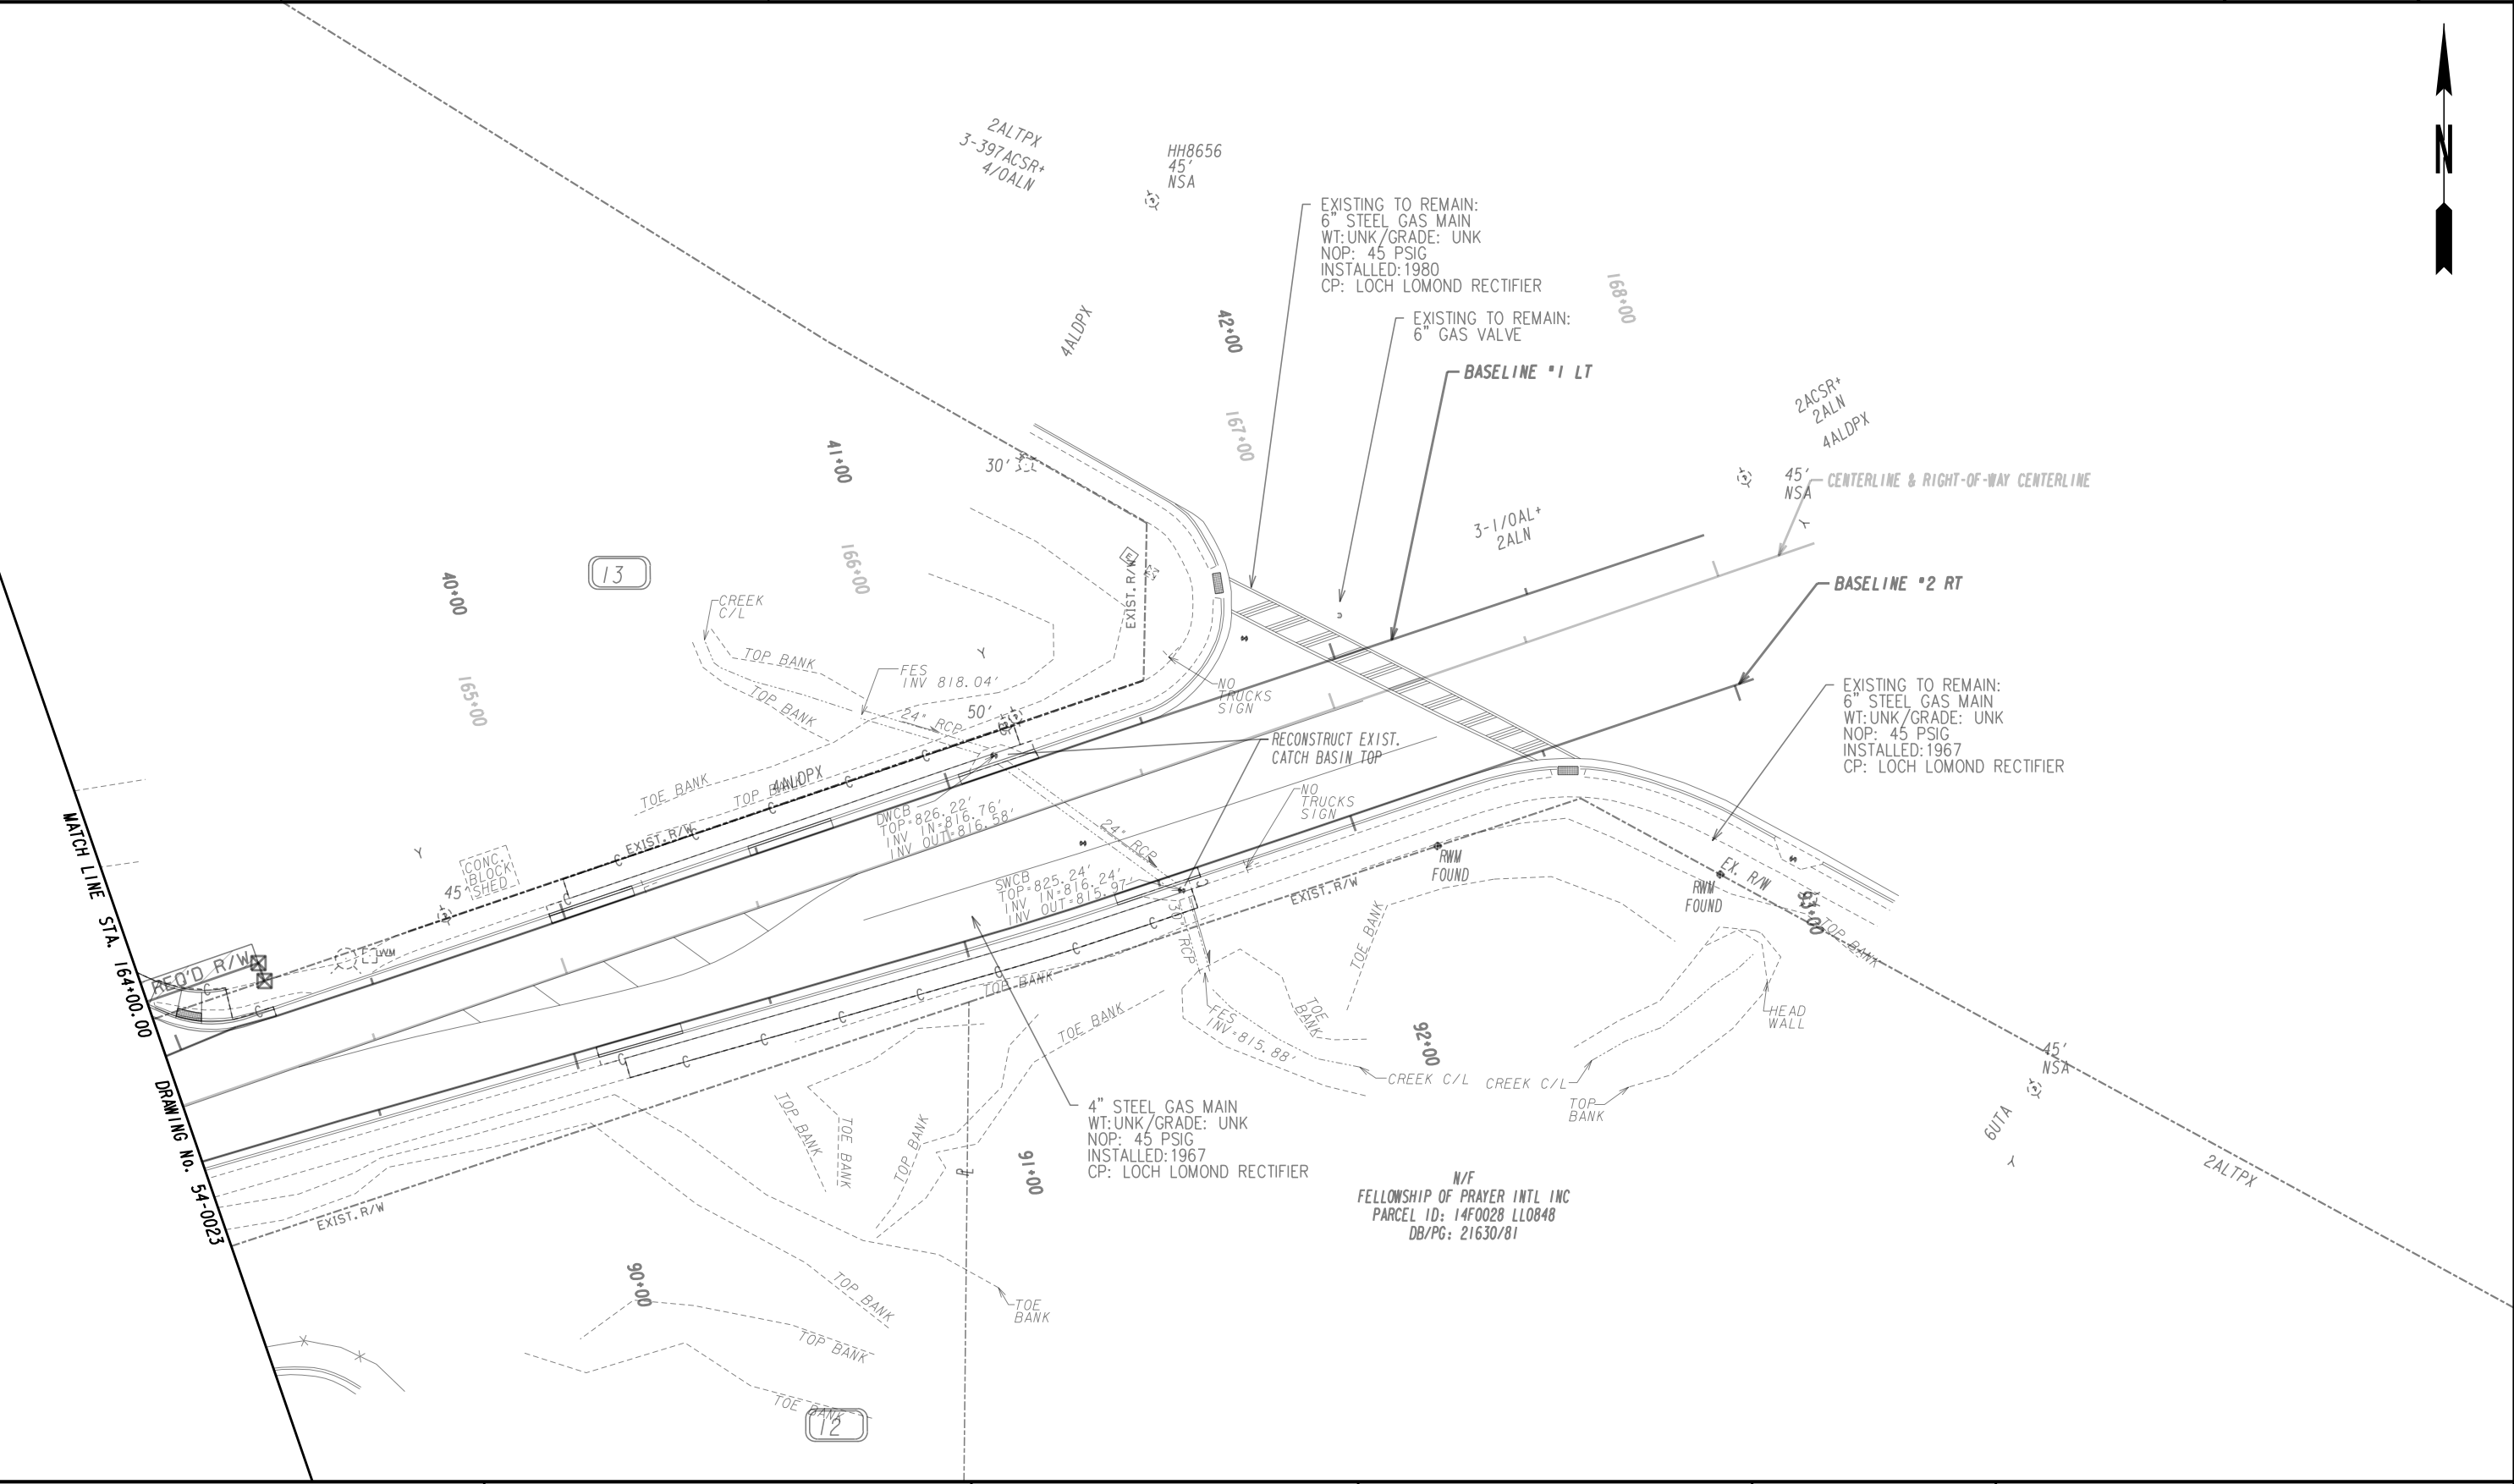 2ALTPX
3-397ACSR+
4/0ALN
HH8656
45'
NSA
N
EXISTING TO REMAIN:
6" STEEL GAS MAIN
WT:UNK/GRADE: UNK
NOP: 45 PSIG
INSTALLED:1980
CP: LOCH LOMOND RECTIFIER
EXISTING TO REMAIN:
6" GAS VALVE
BASELINE #1 LT
168+00
42+00
4ALDPX
167+00
41+00
30'
2ACSR+
2ALN
4ALDPX
45'
NSA
CENTERLINE & RIGHT-OF-WAY CENTERLINE
3-1/0AL+
2ALN
BASELINE #2 RT
166+00
13
40+00
165+00
E
EXIST. R/W
CREEK
C/L
TOP BANK
TOP BANK
FES
INV 818.04'
50'
24" RCP
NO
TRUCKS
SIGN
RECONSTRUCT EXIST.
CATCH BASIN TOP
EXISTING TO REMAIN:
6" STEEL GAS MAIN
WT:UNK/GRADE: UNK
NOP: 45 PSIG
INSTALLED:1967
CP: LOCH LOMOND RECTIFIER
TOE BANK
TOP BANK
4ALDPX
EXIST.R/W
DWCB
TOP=826.22'
INV IN=816.76'
INV OUT=816.58'
NO
TRUCKS
SIGN
24" RCP
SWCB
TOP=825.24'
INV IN=816.24'
INV OUT=815.97'
CONC.
BLOCK
SHED
45'
WM
RWM
FOUND
EXIST.R/W
EX. R/W
RWM
FOUND
93+00
TOP BANK
REQ'D R/W
MATCH LINE STA. 164+00.00
DRAWING No. 54-0023
30" RCP
TOE BANK
TOE BANK
TOE BANK
TOE
BANK
FES
INV=815.88'
92+00
CREEK C/L
CREEK C/L
HEAD
WALL
TOP
BANK
45'
NSA
6UTA
2ALTPX
4" STEEL GAS MAIN
WT:UNK/GRADE: UNK
NOP: 45 PSIG
INSTALLED:1967
CP: LOCH LOMOND RECTIFIER
TOP BANK
TOE BANK
TOP BANK
91+00
N/F
FELLOWSHIP OF PRAYER INTL INC
PARCEL ID: 14F0028 LL0848
DB/PG: 21630/81
EXIST.R/W
90+00
TOP BANK
TOE
BANK
TOP BANK
TOE BANK
12